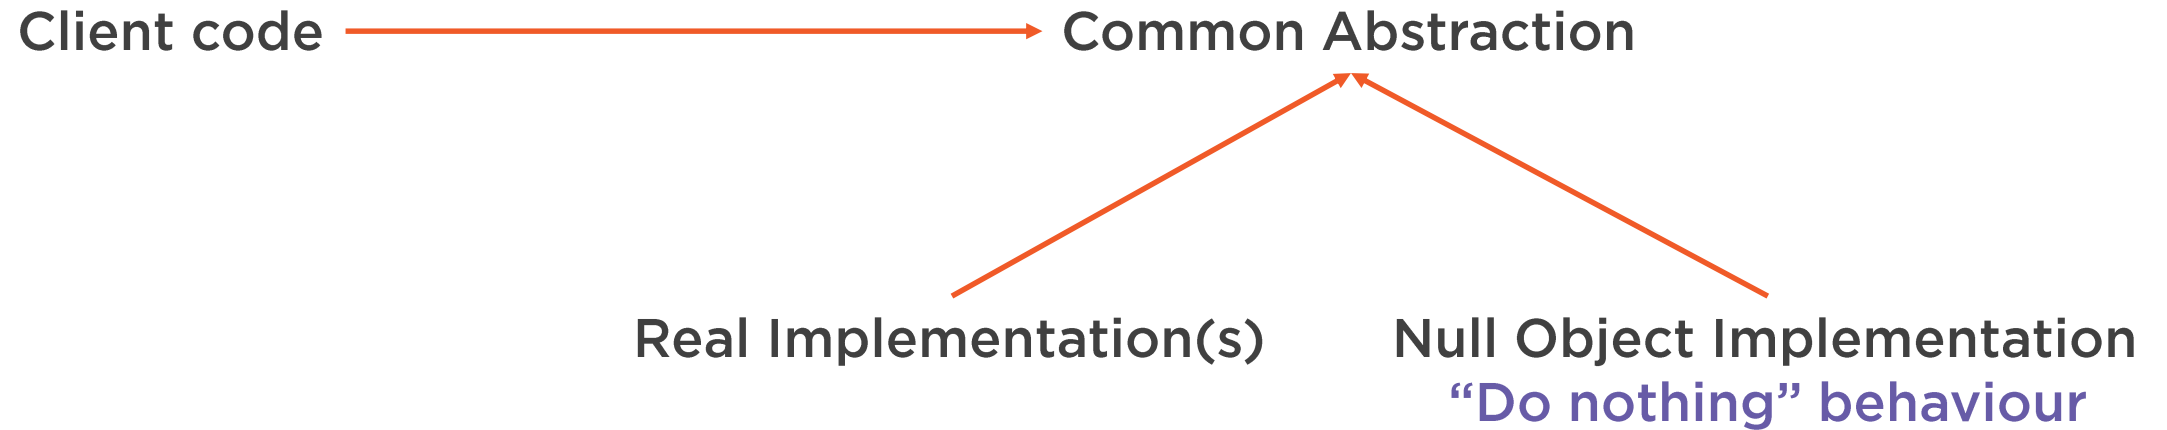 Client code
Common Abstraction
Real Implementation(s)
Null Object Implementation
“Do nothing” behaviour